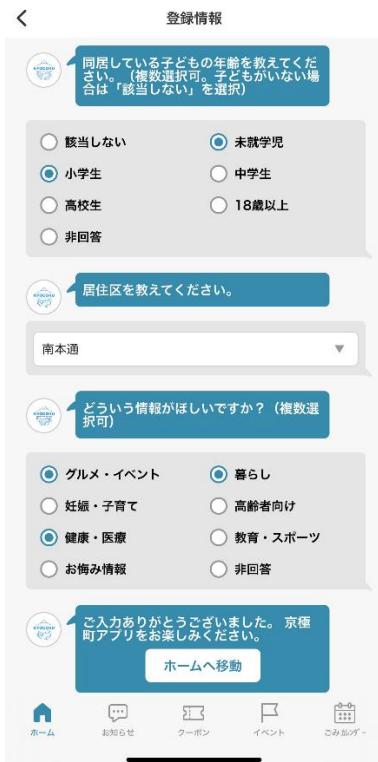 登録情報
同居している子どもの年齢を教えてくだ
さい。（複数選択可。子どもがいない場
合は「該当しない」を選択）
該当しない
未就学児
小学生
中学生
高校生
18歳以上
非回答
居住区を教えてください。
南本通
どういう情報がほしいですか？（複数選
択可）
グルメ・イベント
暮らし
妊娠・子育て
高齢者向け
健康・医療
教育・スポーツ
お悔み情報
非回答
ご入力ありがとうございました。 京極
町アプリをお楽しみください。
ホームへ移動
ホーム
お知らせ
クーポン
イベント
ごみカレンダー